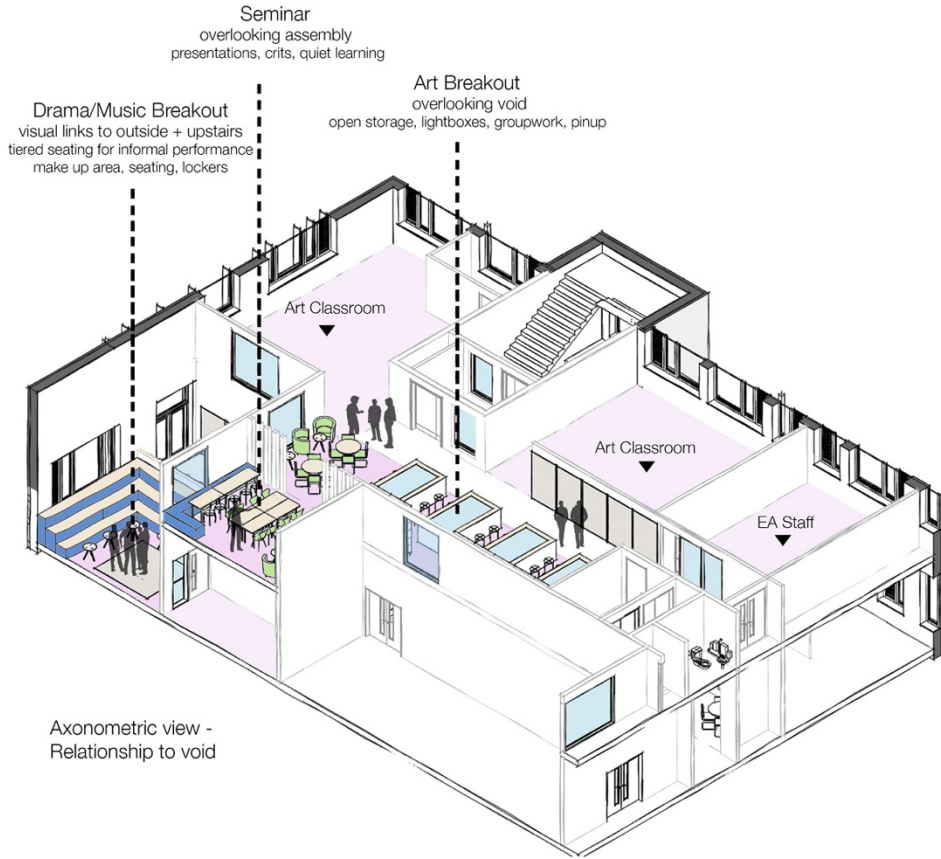 Seminar
overlooking assembly
presentations, crits, quiet learning
Art Breakout
overlooking void
open storage, lightboxes, groupwork, pinup
Drama/Music Breakout
visual links to outside + upstairs
tiered seating for informal performance
make up area, seating, lockers
Art Classroom
Art Classroom
EA Staff
Axonometric view -
Relationship to void